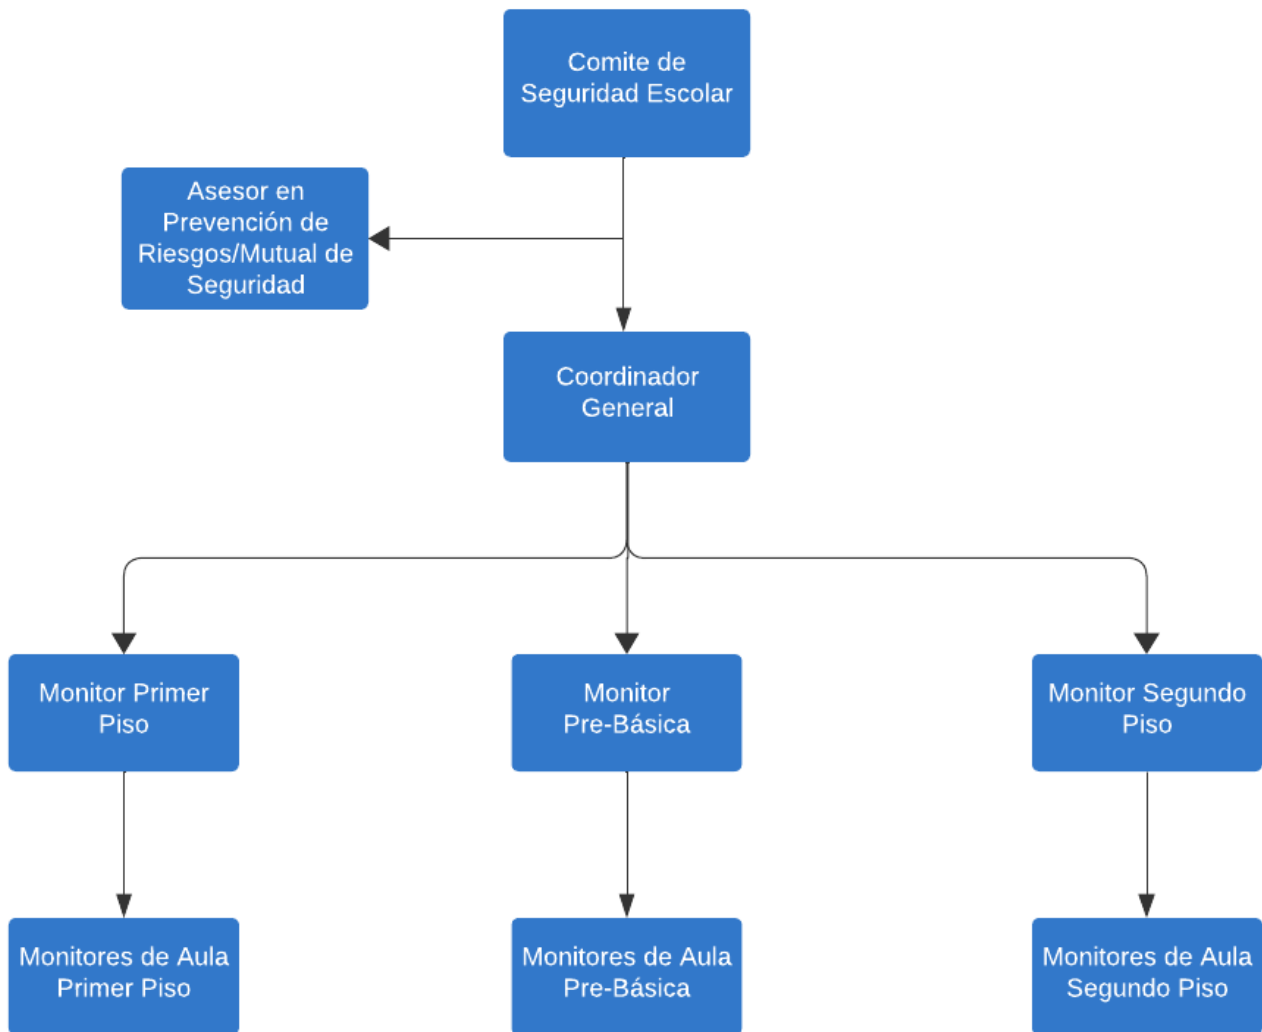 Comite de
Seguridad Escolar
Asesor en
Prevención de
Riesgos/Mutual de
Seguridad
Coordinador
General
Monitor Primer
Piso
Monitor
Pre-Básica
Monitor Segundo
Piso
Monitores de Aula
Primer Piso
Monitores de Aula
Pre-Básica
Monitores de Aula
Segundo Piso